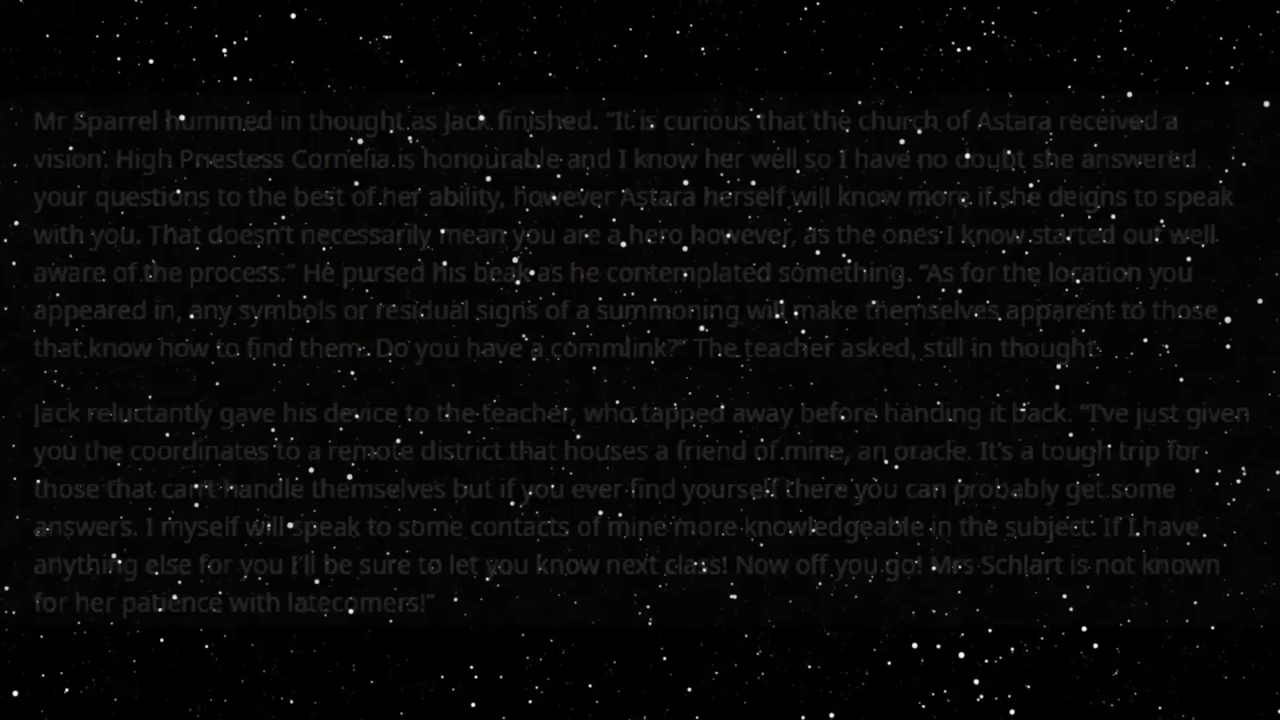 Mr Sparrel hummed in thought as Jack finished. “It is curious that the church of Astara received a
vision. High Priestess Cornelia is honourable and I know her well so I have no doubt she answered
your questions to the best of her ability, however Astara herself will know more if she deigns to speak
with you. That doesn’t necessarily mean you are a hero however, as the ones I know started out well
aware of the process.” He pursed his beak as he contemplated something. “As for the location you
appeared in, any symbols or residual signs of a summoning will make themselves apparent to those
that know how to find them. Do you have a commlink?” The teacher asked, still in thought.
Jack reluctantly gave his device to the teacher, who tapped away before handing it back. “I’ve just given
you the coordinates to a remote district that houses a friend of mine, an oracle. It’s a tough trip for
those that can’t handle themselves but if you ever find yourself there you can probably get some
answers. I myself will speak to some contacts of mine more knowledgeable in the subject. If I have
anything else for you I’ll be sure to let you know next class! Now off you go! Mrs Schlart is not known
for her patience with latecomers!”